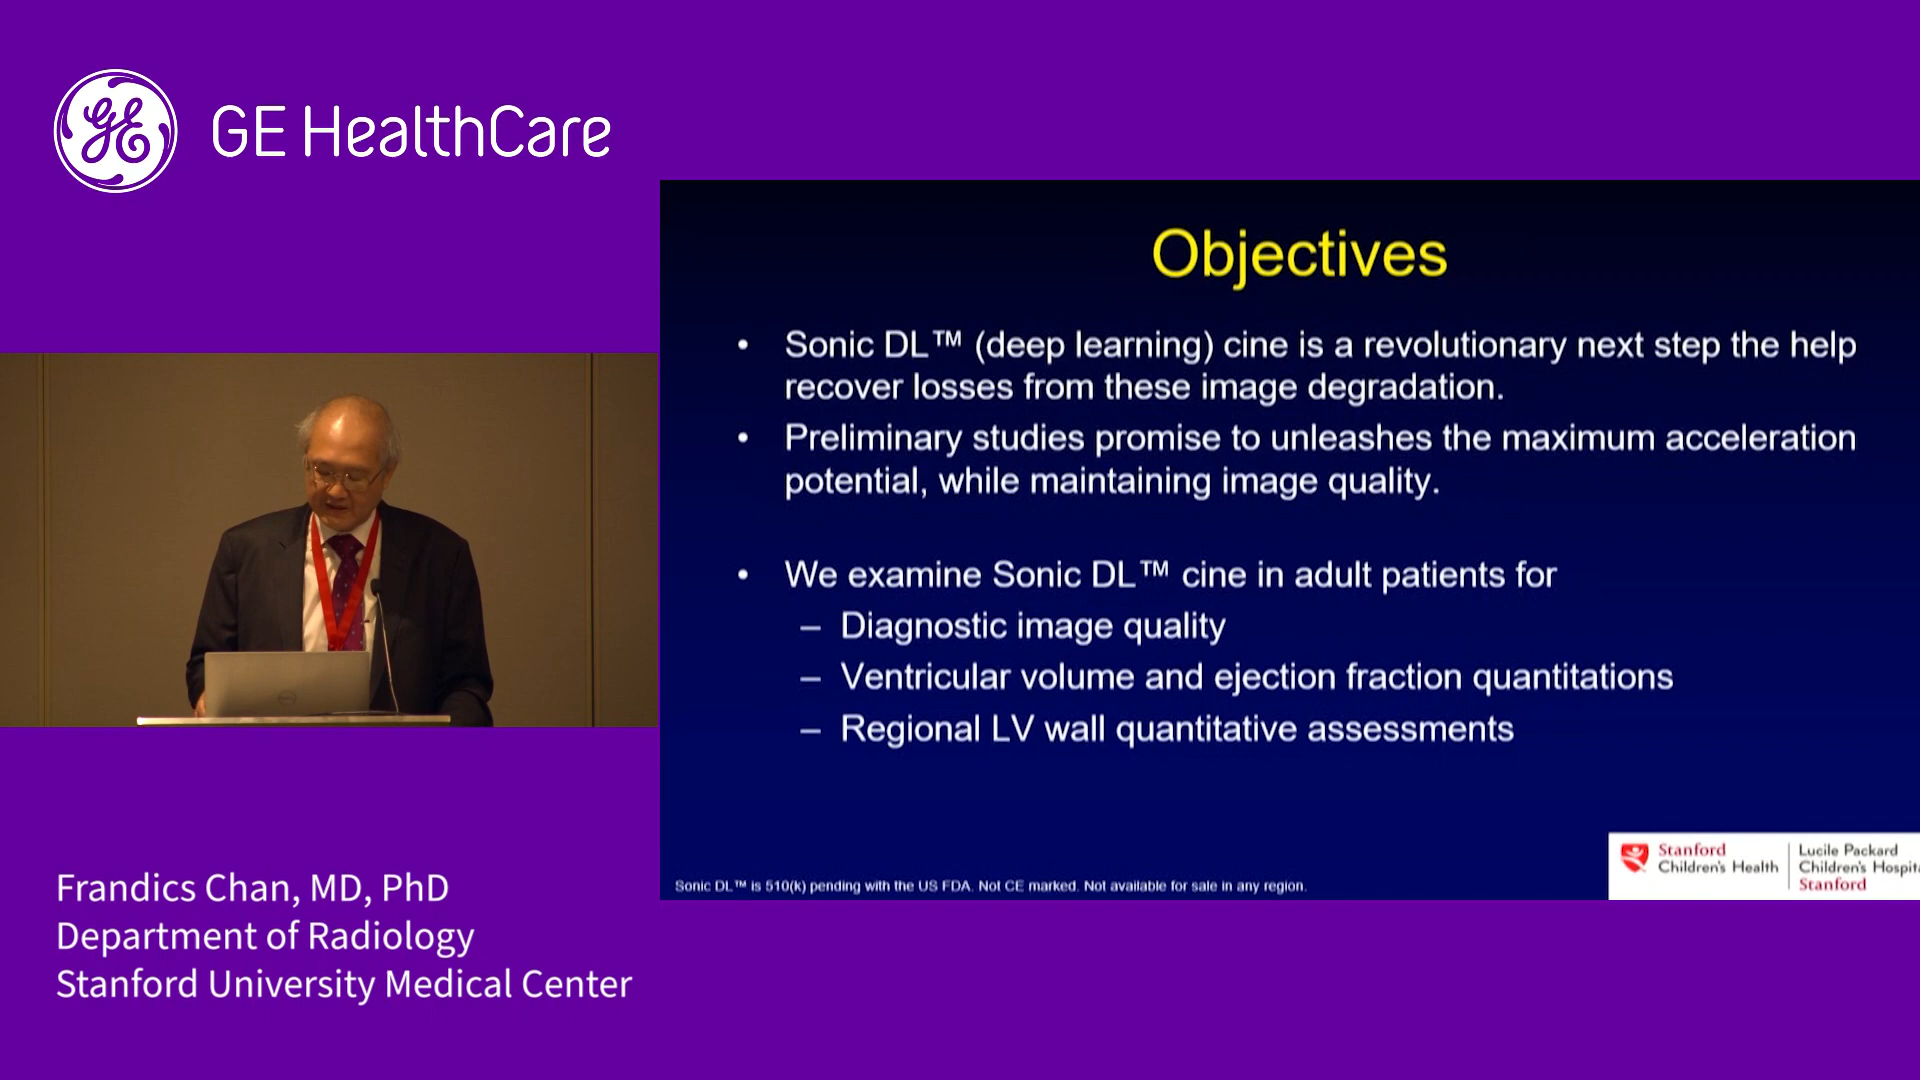 GE HealthCare
Objectives
• Sonic DL™ (deep learning) cine is a revolutionary next step the help
recover losses from these image degradation.
• Preliminary studies promise to unleashes the maximum acceleration
potential, while maintaining image quality.
• We examine Sonic DL™ cine in adult patients for
– Diagnostic image quality
– Ventricular volume and ejection fraction quantitations
– Regional LV wall quantitative assessments
Sonic DL™ is 510(k) pending with the US FDA. Not CE marked. Not available for sale in any region.
Stanford
Children's Health
Lucile Packard
Children's Hospita
Stanford
Frandics Chan, MD, PhD
Department of Radiology
Stanford University Medical Center